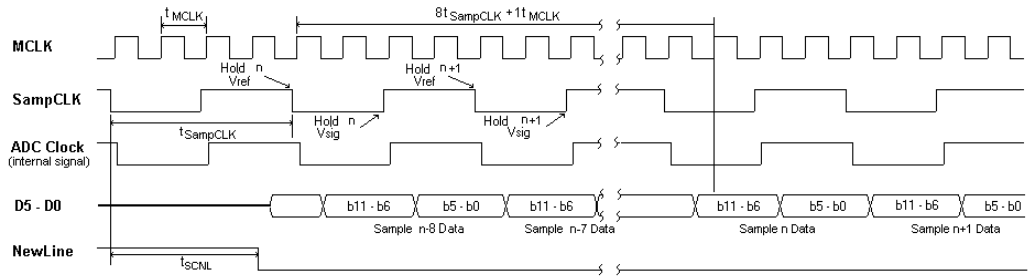 t MCLK
8tSampCLK +1tMCLK
MCLK
Hold n
Vref
Hold n+1
Vref
SampCLK
Hold n
Vsig
Hold n+1
Vsig
tSampCLK
ADC Clock
(internal signal)
D5 - D0
b11 - b6
b5 - b0
b11 - b6
b11 - b6
b5 - b0
b11 - b6
b5 - b0
Sample n-8 Data
Sample n-7 Data
Sample n Data
Sample n+1 Data
NewLine
tSCNL